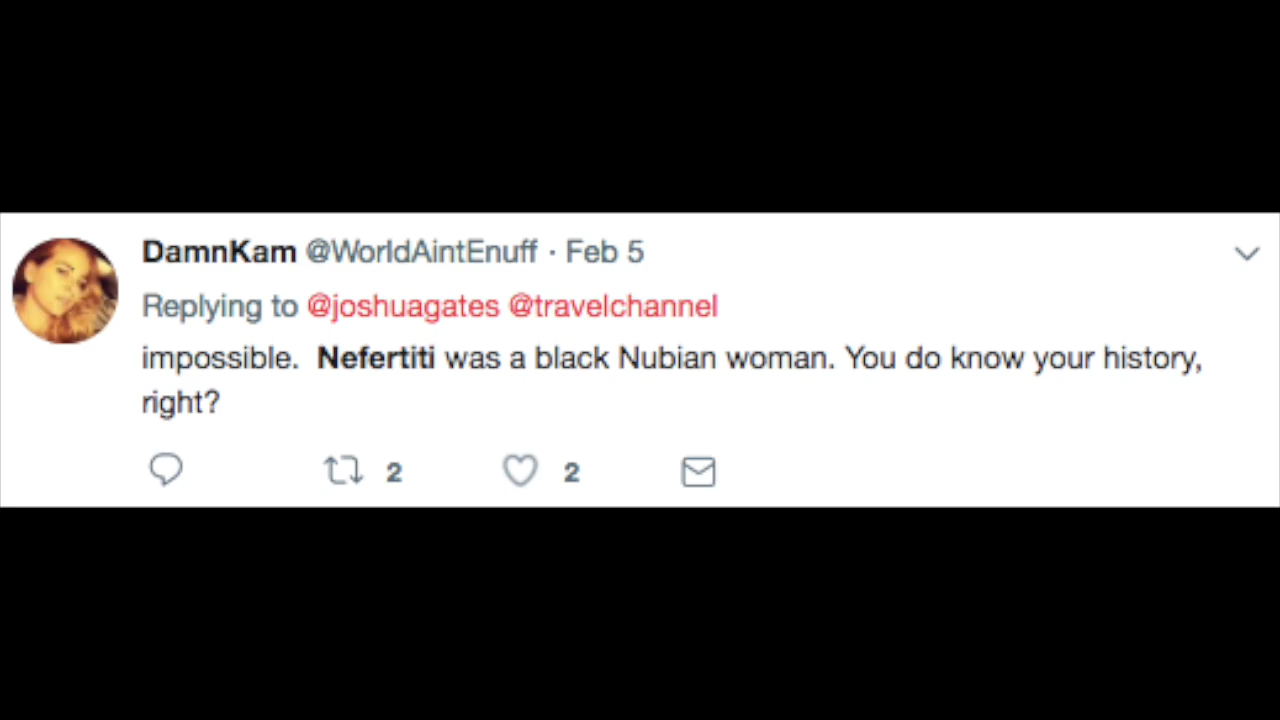 DamnKam @WorldAintEnuff · Feb 5
Replying to @joshuagates @travelchannel
impossible.  Nefertiti was a black Nubian woman. You do know your history,
right?
2 2